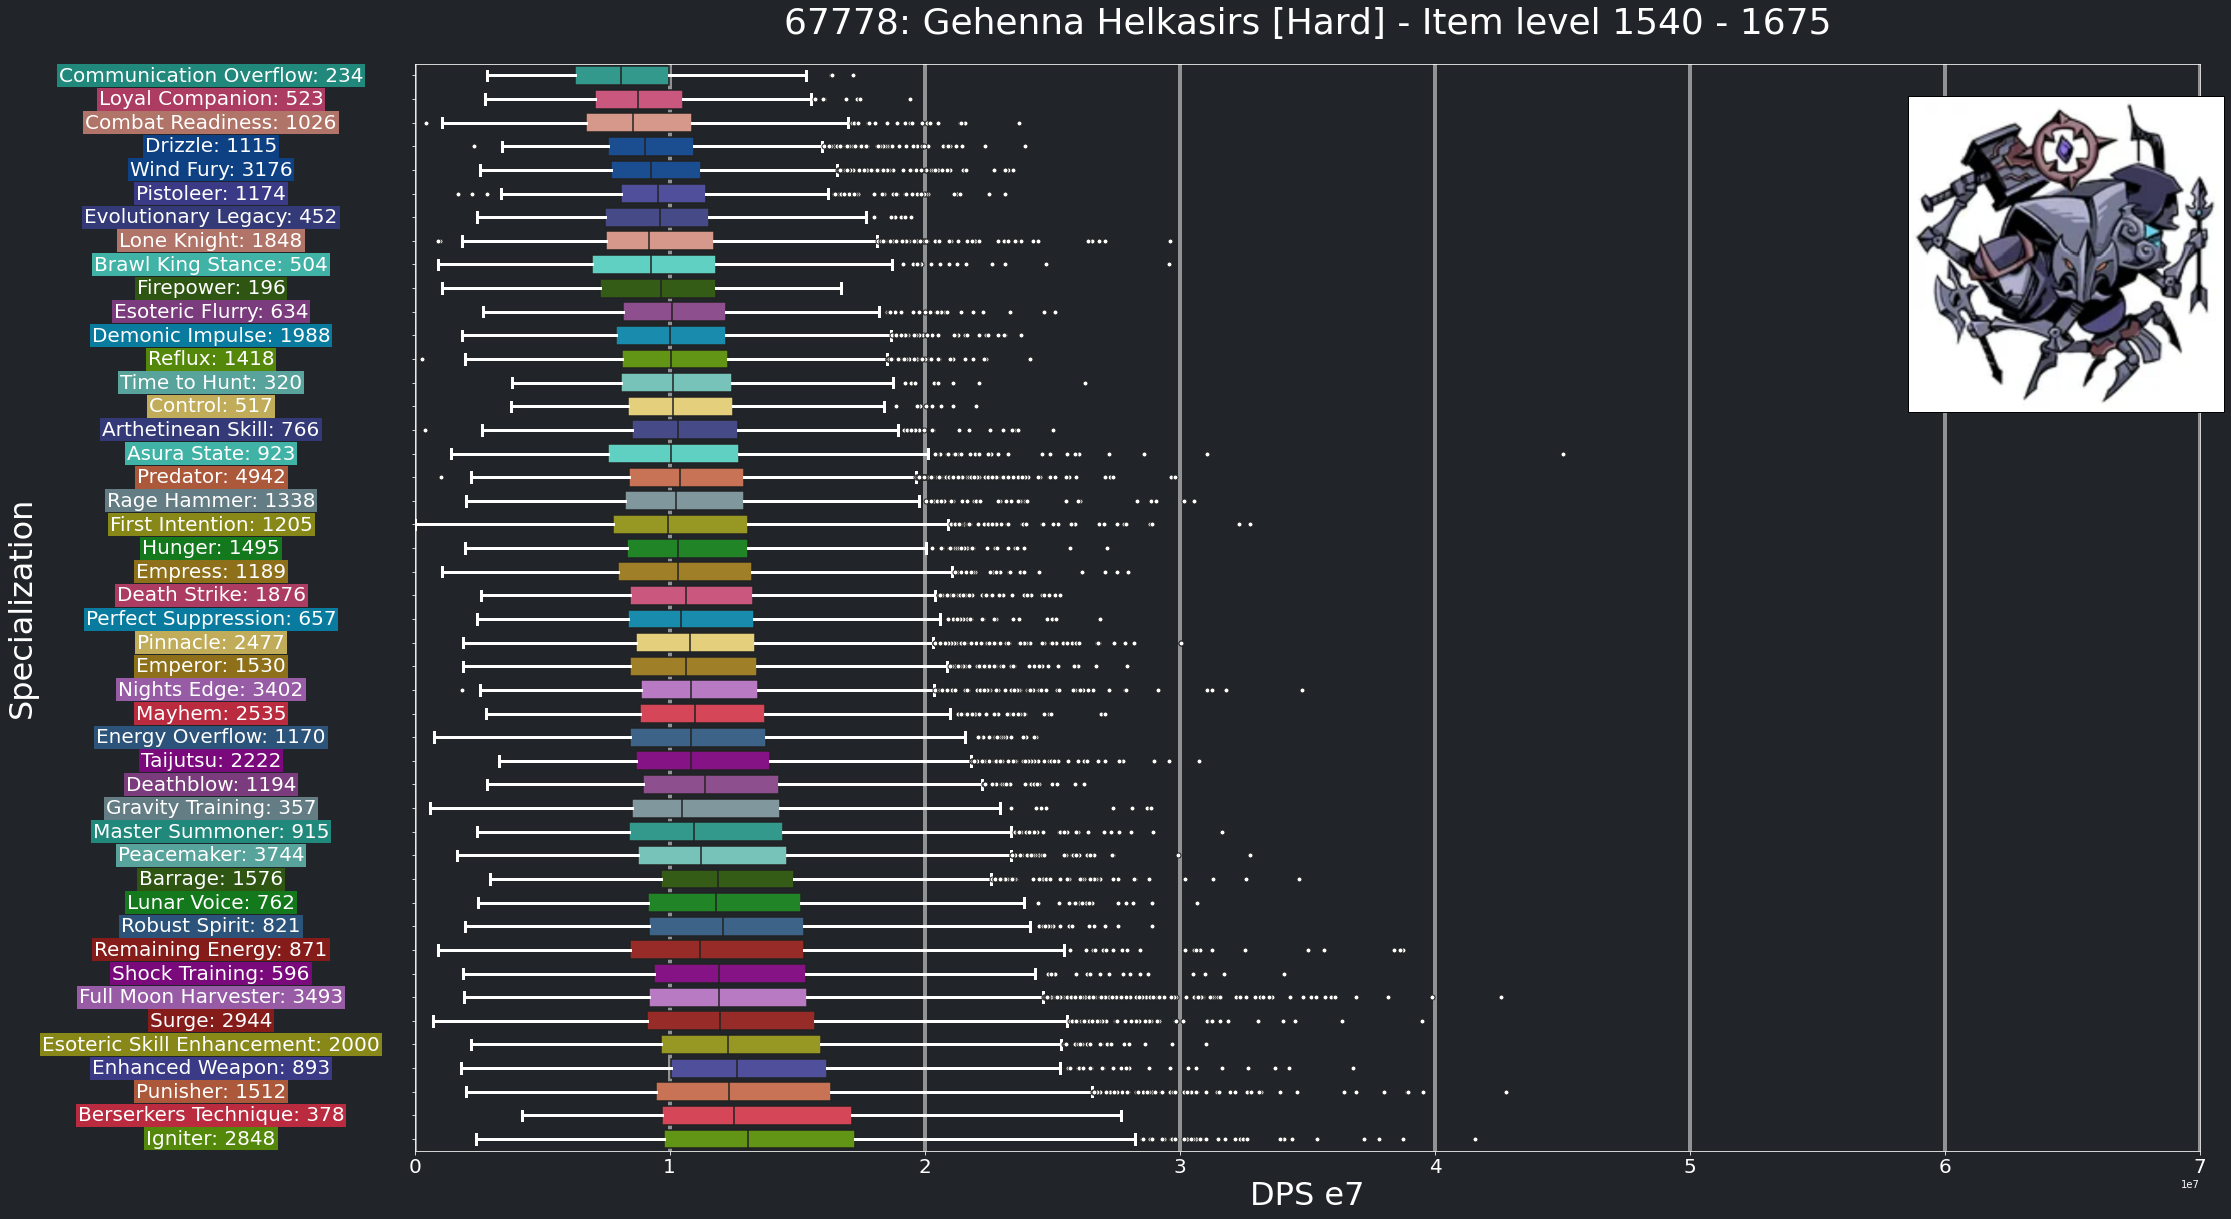 67778: Gehenna Helkasirs [Hard] - Item level 1540 - 1675
Specialization
Communication Overflow: 234
Loyal Companion: 523
Combat Readiness: 1026
Drizzle: 1115
Wind Fury: 3176
Pistoleer: 1174
Evolutionary Legacy: 452
Lone Knight: 1848
Brawl King Stance: 504
Firepower: 196
Esoteric Flurry: 634
Demonic Impulse: 1988
Reflux: 1418
Time to Hunt: 320
Control: 517
Arthetinean Skill: 766
Asura State: 923
Predator: 4942
Rage Hammer: 1338
First Intention: 1205
Hunger: 1495
Empress: 1189
Death Strike: 1876
Perfect Suppression: 657
Pinnacle: 2477
Emperor: 1530
Nights Edge: 3402
Mayhem: 2535
Energy Overflow: 1170
Taijutsu: 2222
Deathblow: 1194
Gravity Training: 357
Master Summoner: 915
Peacemaker: 3744
Barrage: 1576
Lunar Voice: 762
Robust Spirit: 821
Remaining Energy: 871
Shock Training: 596
Full Moon Harvester: 3493
Surge: 2944
Esoteric Skill Enhancement: 2000
Enhanced Weapon: 893
Punisher: 1512
Berserkers Technique: 378
Igniter: 2848
0 1 2 3 4 5 6 7
1e7
DPS e7